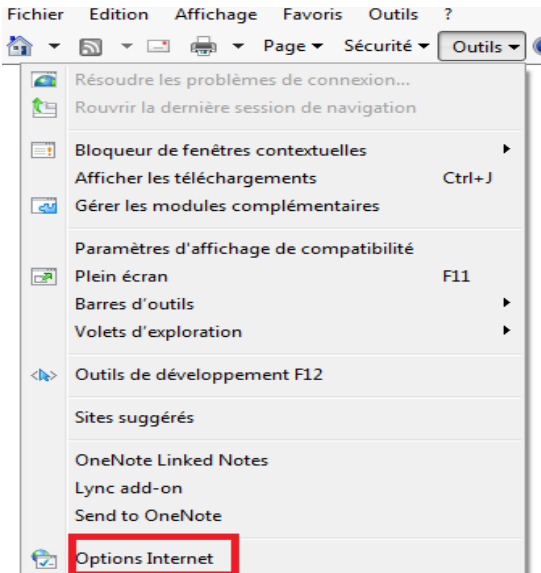 Fichier Edition Affichage Favoris Outils ?
Page Sécurité Outils
Résoudre les problèmes de connexion...
Rouvrir la dernière session de navigation
Bloqueur de fenêtres contextuelles
Afficher les téléchargements Ctrl+J
Gérer les modules complémentaires
Paramètres d'affichage de compatibilité
Plein écran F11
Barres d'outils
Volets d'exploration
Outils de développement F12
Sites suggérés
OneNote Linked Notes
Lync add-on
Send to OneNote
Options Internet